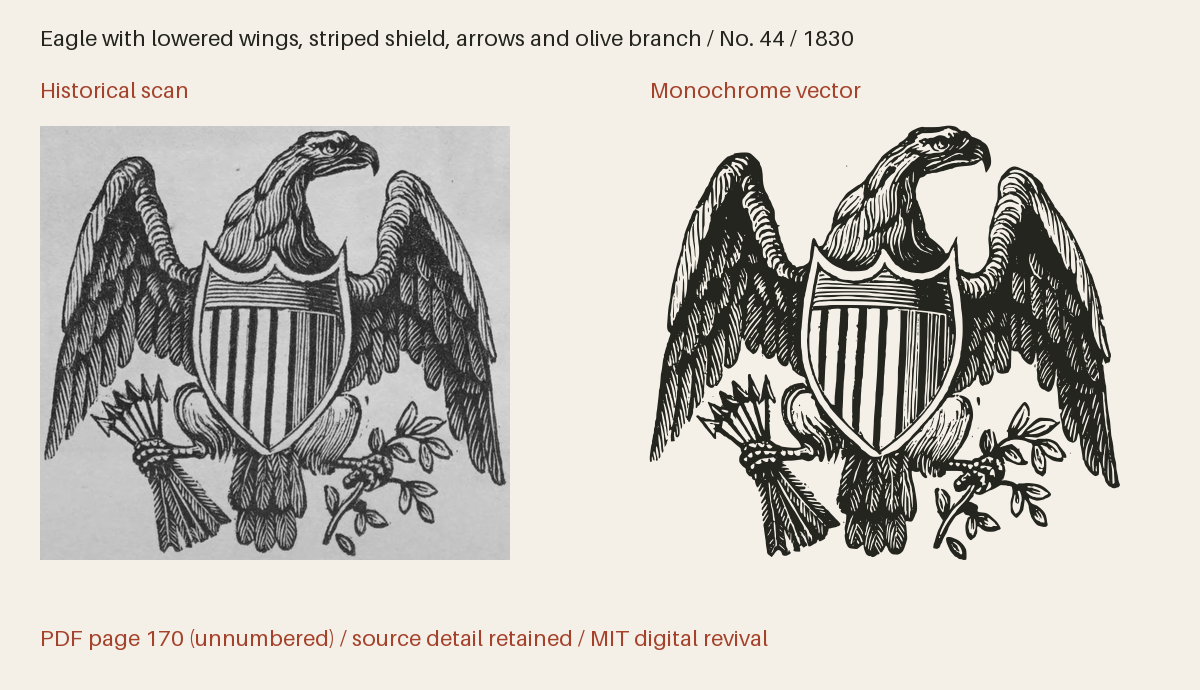 Eagle with lowered wings, striped shield, arrows and olive branch / No. 44 / 1830
Historical scan
Monochrome vector
PDF page 170 (unnumbered) / source detail retained / MIT digital revival